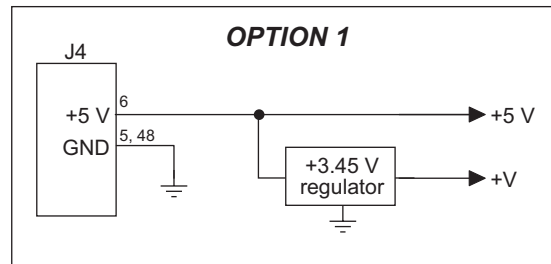 OPTION 1
J4
+5 V
6
GND
5, 48
+5 V
+3.45 V
regulator
+V